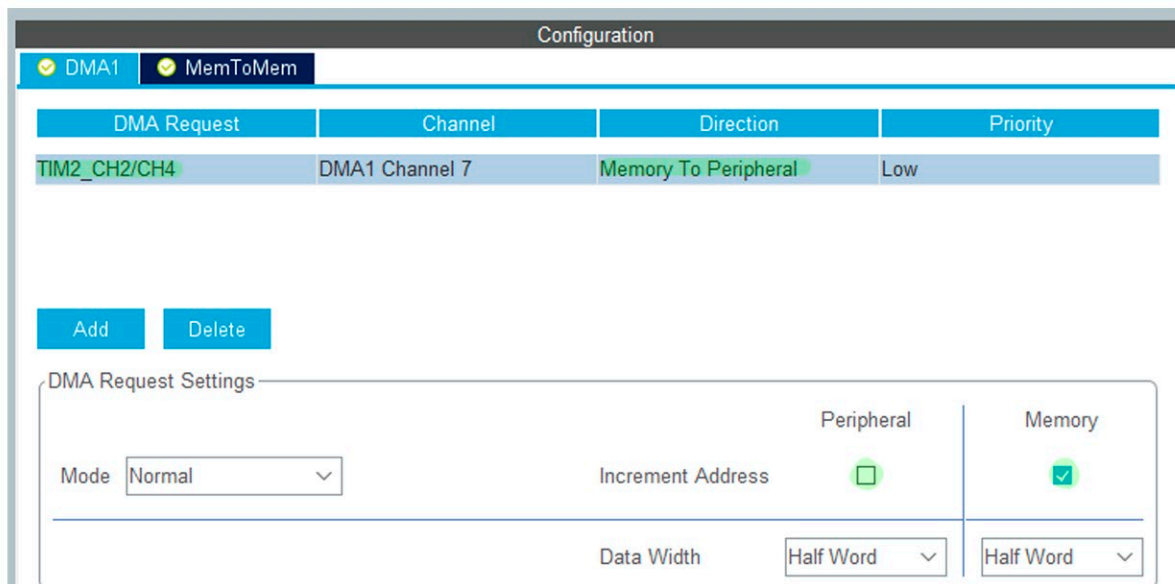 Configuration
DMA1 MemToMem
DMA Request Channel Direction Priority
TIM2_CH2/CH4 DMA1 Channel 7 Memory To Peripheral Low
Add Delete
DMA Request Settings
Peripheral Memory
Mode Normal Increment Address
Data Width Half Word Half Word